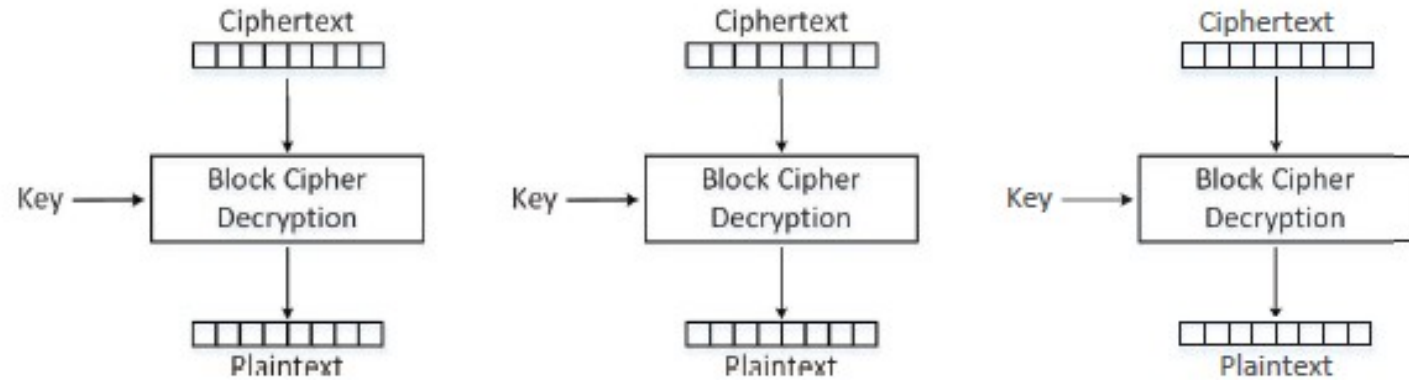 Ciphertext Ciphertext Ciphertext
Key Block Cipher Decryption Key Block Cipher Decryption Key Block Cipher Decryption
Plaintext Plaintext Plaintext